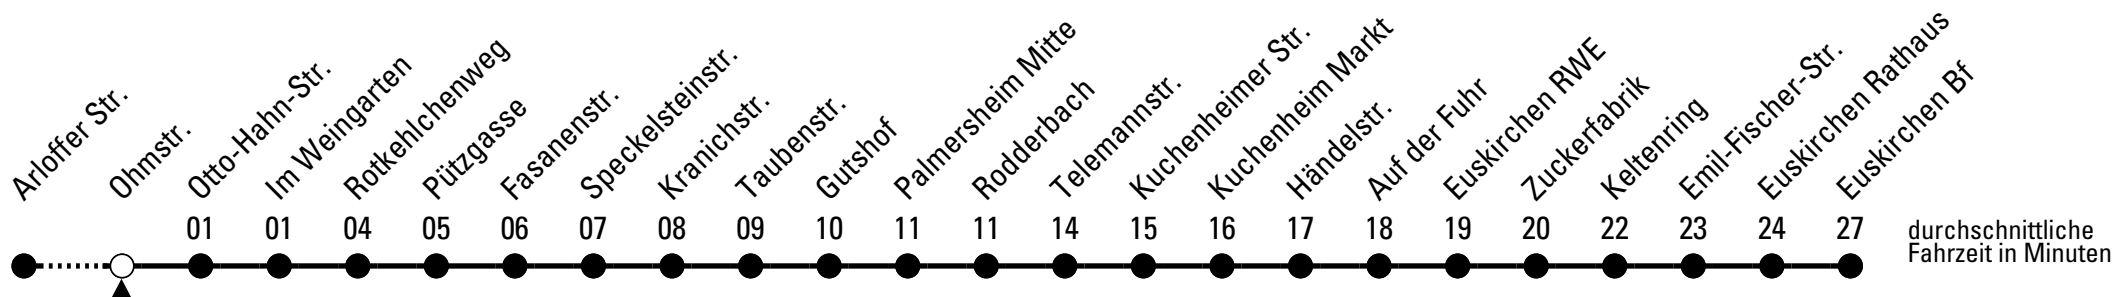 Arloffer Str.
Ohmstr.
Otto-Hahn-Str.
Im Weingarten
Rotkehlchenweg
Pützgasse
Fasanenstr.
Speckelsteinstr.
Kranichstr.
Taubenstr.
Gutshof
Palmersheim Mitte
Rodderbach
Telemannstr.
Kuchenheimer Str.
Kuchenheim Markt
Händelstr.
Auf der Fuhr
Euskirchen RWE
Zuckerfabrik
Keltenring
Emil-Fischer-Str.
Euskirchen Rathaus
Euskirchen Bf
01 01 04 05 06 07 08 09 10 11 11 14 15 16 17 18 19 20 22 23 24 27
durchschnittliche
Fahrzeit in Minuten